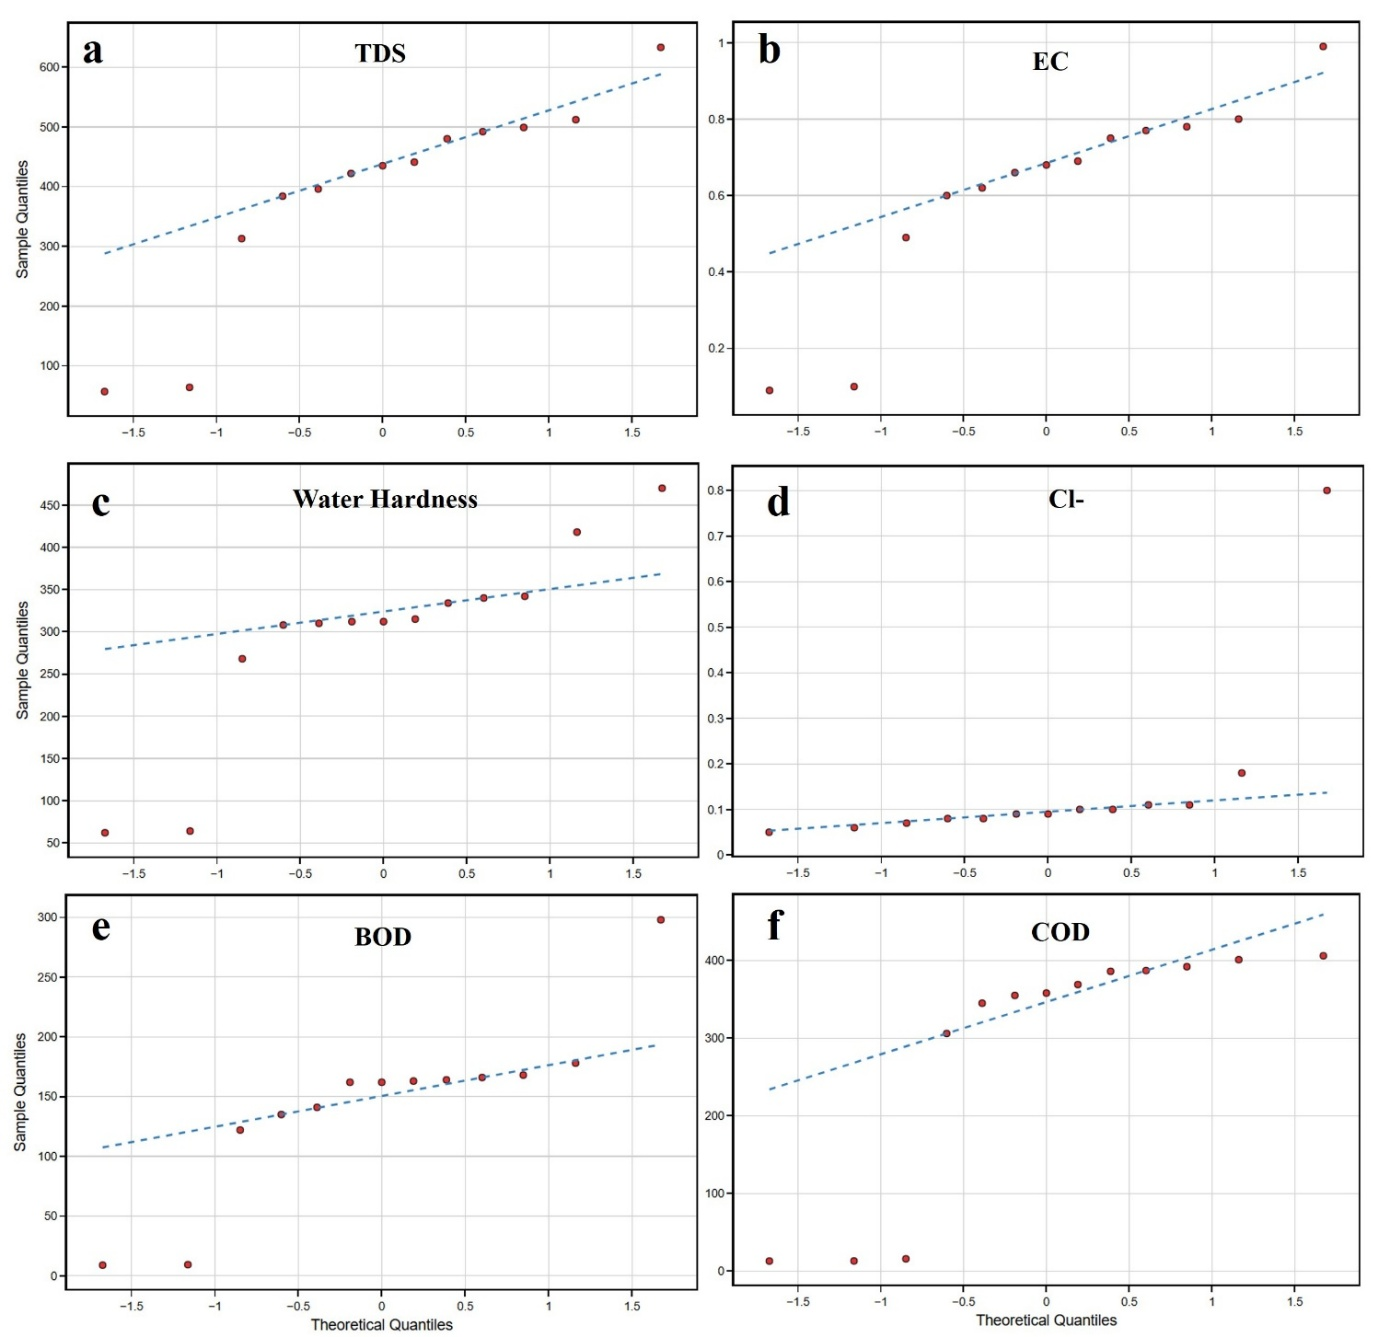 a
TDS
600
500
400
300
200
100
Sample Quantiles
−1.5 −1 −0.5 0 0.5 1 1.5
b
EC
1
0.8
0.6
0.4
0.2
−1.5 −1 −0.5 0 0.5 1 1.5
c
Water Hardness
450
400
350
300
250
200
150
100
50
Sample Quantiles
−1.5 −1 −0.5 0 0.5 1 1.5
d
Cl-
0.8
0.7
0.6
0.5
0.4
0.3
0.2
0.1
0
−1.5 −1 −0.5 0 0.5 1 1.5
e
BOD
300
250
200
150
100
50
0
Sample Quantiles
−1.5 −1 −0.5 0 0.5 1 1.5
Theoretical Quantiles
f
COD
400
300
200
100
0
−1.5 −1 −0.5 0 0.5 1 1.5
Theoretical Quantiles